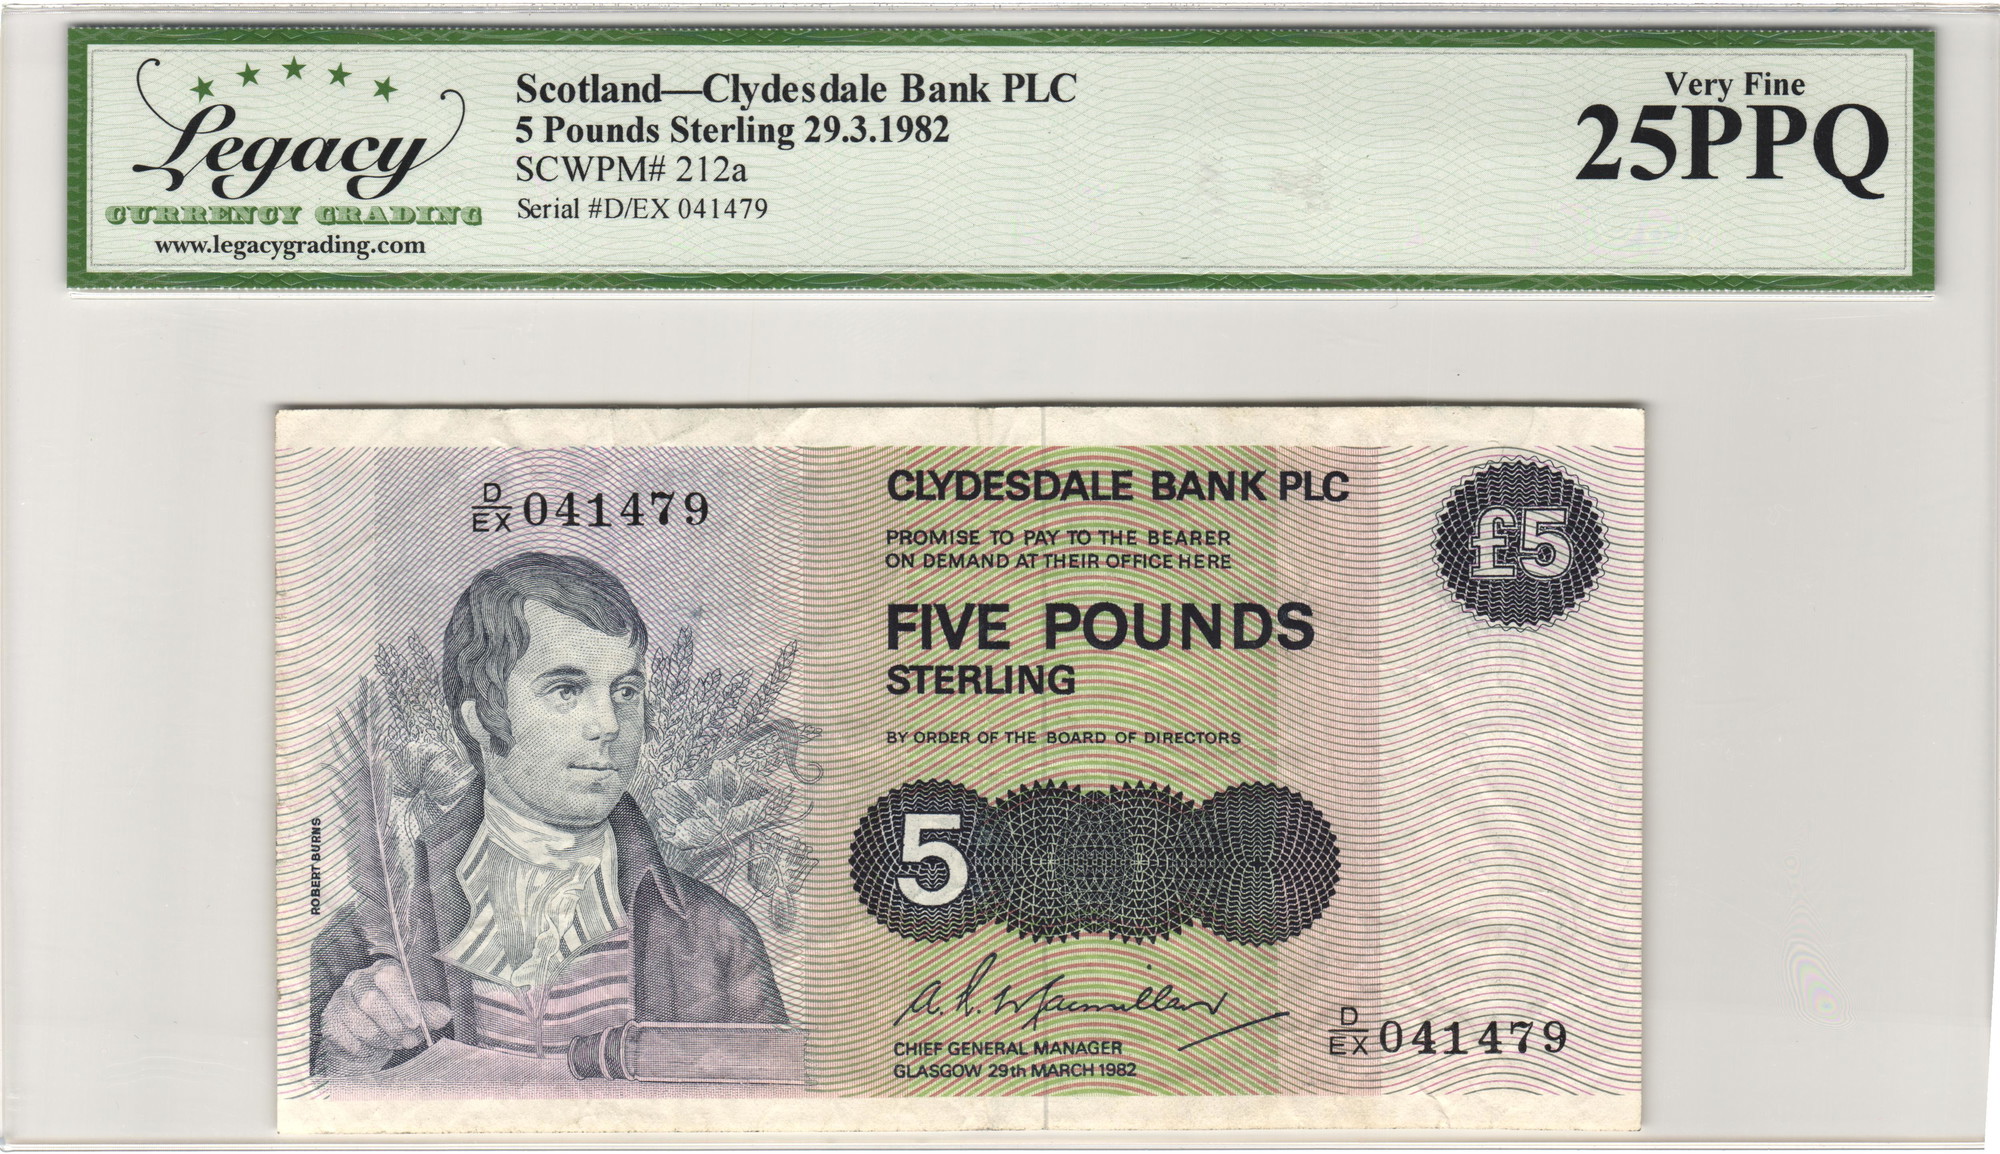 Legacy
CURRENCY GRADING
www.legacygrading.com
Scotland—Clydesdale Bank PLC
5 Pounds Sterling 29.3.1982
SCWPM# 212a
Serial #D/EX 041479
Very Fine
25PPQ
D/EX 041479
CLYDESDALE BANK PLC
PROMISE TO PAY TO THE BEARER
ON DEMAND AT THEIR OFFICE HERE
FIVE POUNDS
STERLING
BY ORDER OF THE BOARD OF DIRECTORS
£5
ROBERT BURNS
5
A. R. Macmillan
CHIEF GENERAL MANAGER
GLASGOW 29th MARCH 1982
D/EX 041479